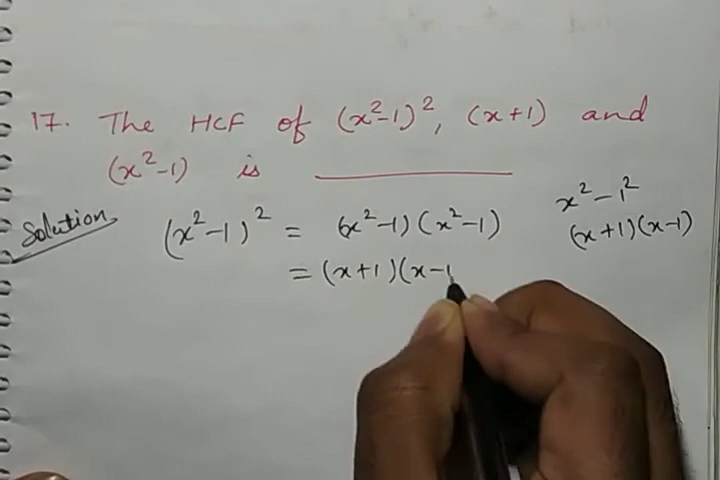 17. The HCF of (x²-1)², (x+1) and
(x²-1) is ________
x² - 1²
(x+1)(x-1)
Solution
(x²-1)² = (x²-1)(x²-1)
= (x+1)(x-1